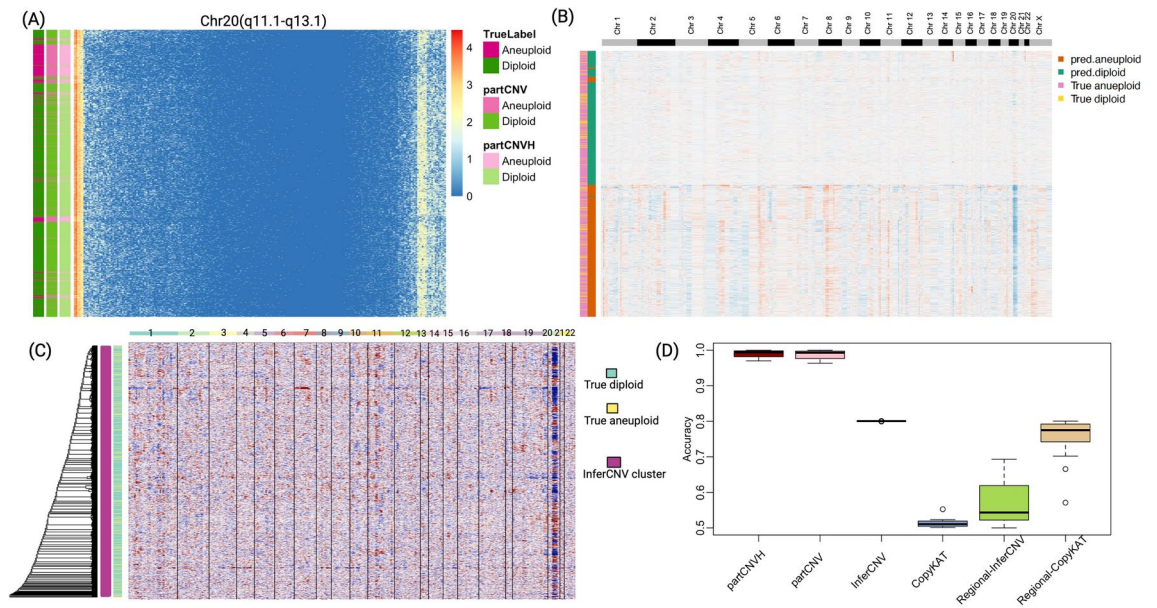 (A)
Chr20(q11.1-q13.1)
TrueLabel
Aneuploid
Diploid
partCNV
Aneuploid
Diploid
partCNVH
Aneuploid
Diploid
4
3
2
1
0
(B)
Chr 1
Chr 2
Chr 3
Chr 4
Chr 5
Chr 6
Chr 7
Chr 8
Chr 9
Chr 10
Chr 11
Chr 12
Chr 13
Chr 14
Chr 15
Chr 16
Chr 17
Chr 18
Chr 19
Chr 20
Chr 21
Chr 22
Chr X
pred.aneuploid
pred.diploid
True anueploid
True diploid
(C)
1 2 3 4 5 6 7 8 9 10 11 12 13 14 15 16 17 18 19 20 21 22
True diploid
True aneuploid
InferCNV cluster
(D)
Accuracy
1.0
0.9
0.8
0.7
0.6
0.5
partCNVH
partCNV
InferCNV
CopyKAT
Regional-InferCNV
Regional-CopyKAT